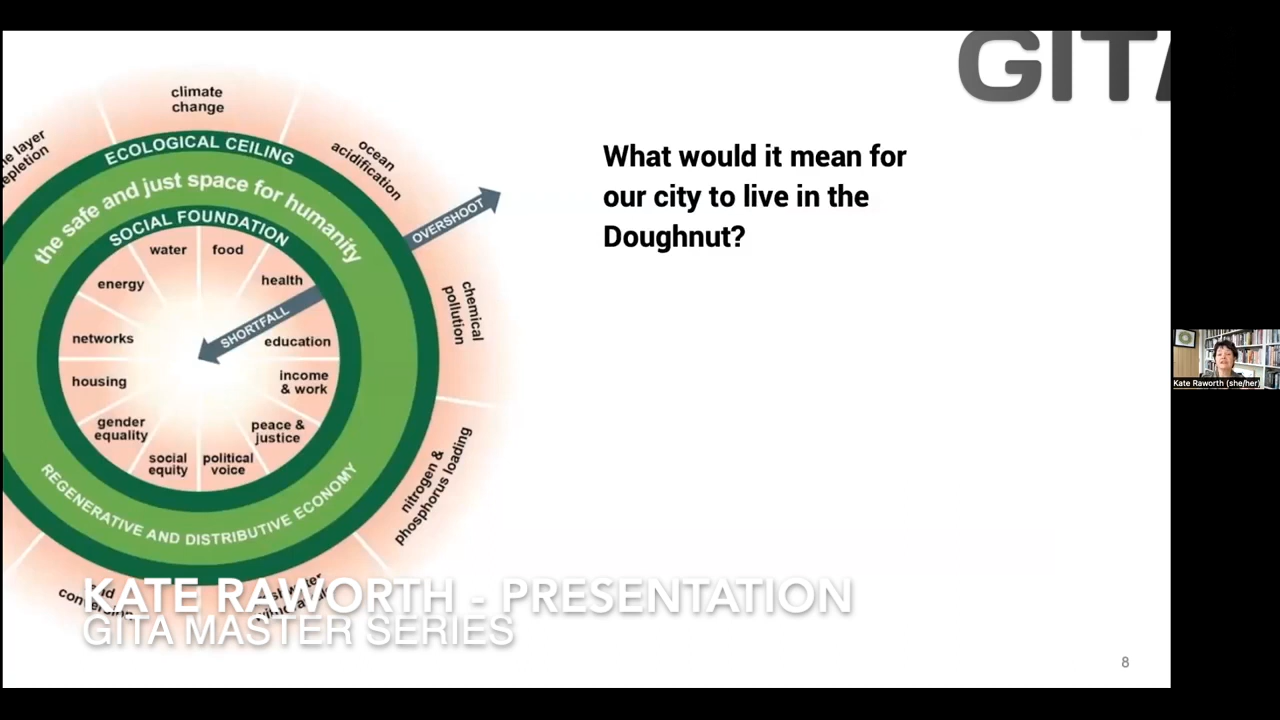 GITA
climate
change
ocean
acidification
ECOLOGICAL CEILING
the safe and just space for humanity
SOCIAL FOUNDATION
OVERSHOOT
water
food
energy
health
SHORTFALL
networks
education
housing
income
& work
gender
equality
peace &
justice
social
equity
political
voice
chemical
pollution
nitrogen &
phosphorus loading
REGENERATIVE AND DISTRIBUTIVE ECONOMY
What would it mean for
our city to live in the
Doughnut?
KATE RAWORTH - PRESENTATION
GITA MASTER SERIES
8
Kate Raworth (she/her)